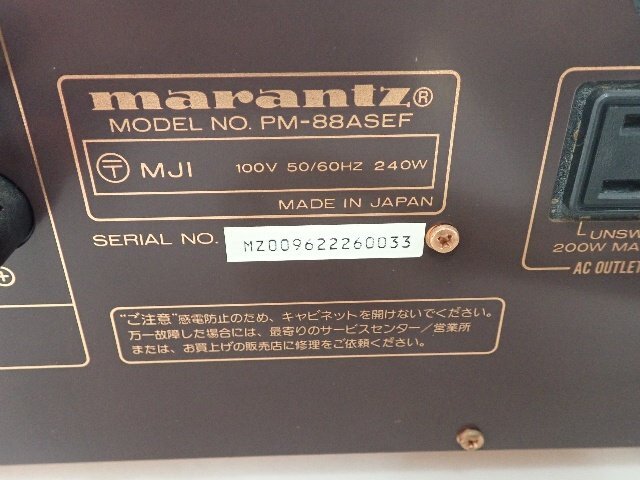 marantz®
MODEL NO. PM-88ASEF
〒 MJI 100V 50/60HZ 240W
MADE IN JAPAN
SERIAL NO. MZ009622260033
"ご注意" 感電防止のため、キャビネットを開けないでください。
万一故障した場合には、最寄りのサービスセンター／営業所
または、お買上げの販売店に修理をご依頼ください。
+
UNSW
200W MA
AC OUTLET